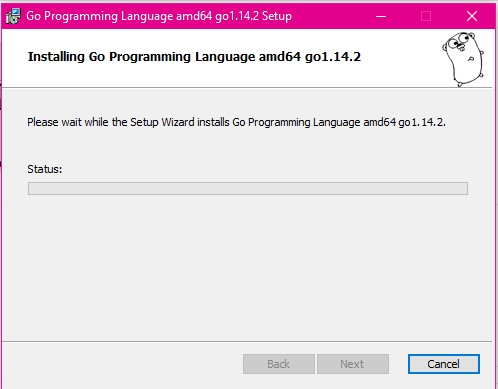 Go Programming Language amd64 go1.14.2 Setup
Installing Go Programming Language amd64 go1.14.2
Please wait while the Setup Wizard installs Go Programming Language amd64 go1.14.2.
Status:
Back Next Cancel